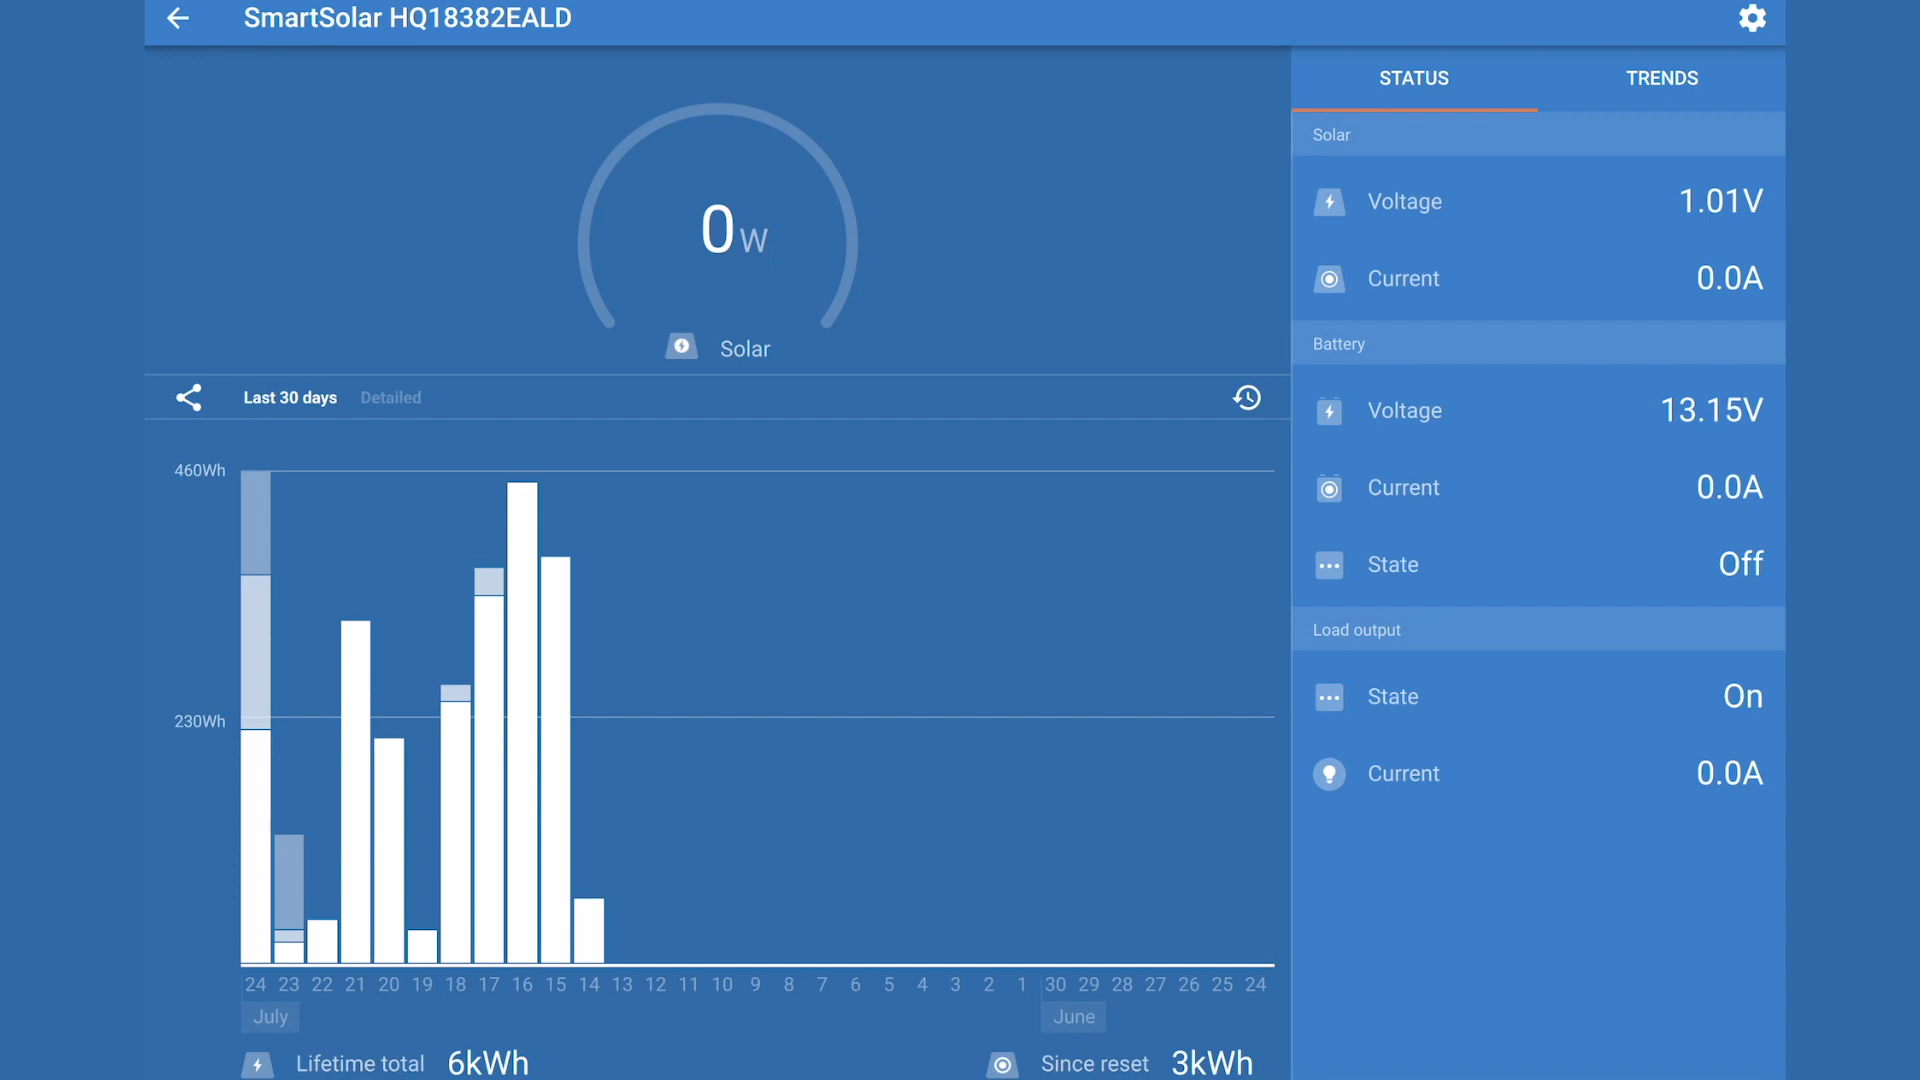 SmartSolar HQ18382EALD
STATUS
TRENDS
0W
Solar
Last 30 days
Detailed
460Wh
230Wh
24 23 22 21 20 19 18 17 16 15 14 13 12 11 10 9 8 7 6 5 4 3 2 1 30 29 28 27 26 25 24
July
June
Lifetime total 6kWh
Since reset 3kWh
Solar
Voltage 1.01V
Current 0.0A
Battery
Voltage 13.15V
Current 0.0A
State Off
Load output
State On
Current 0.0A